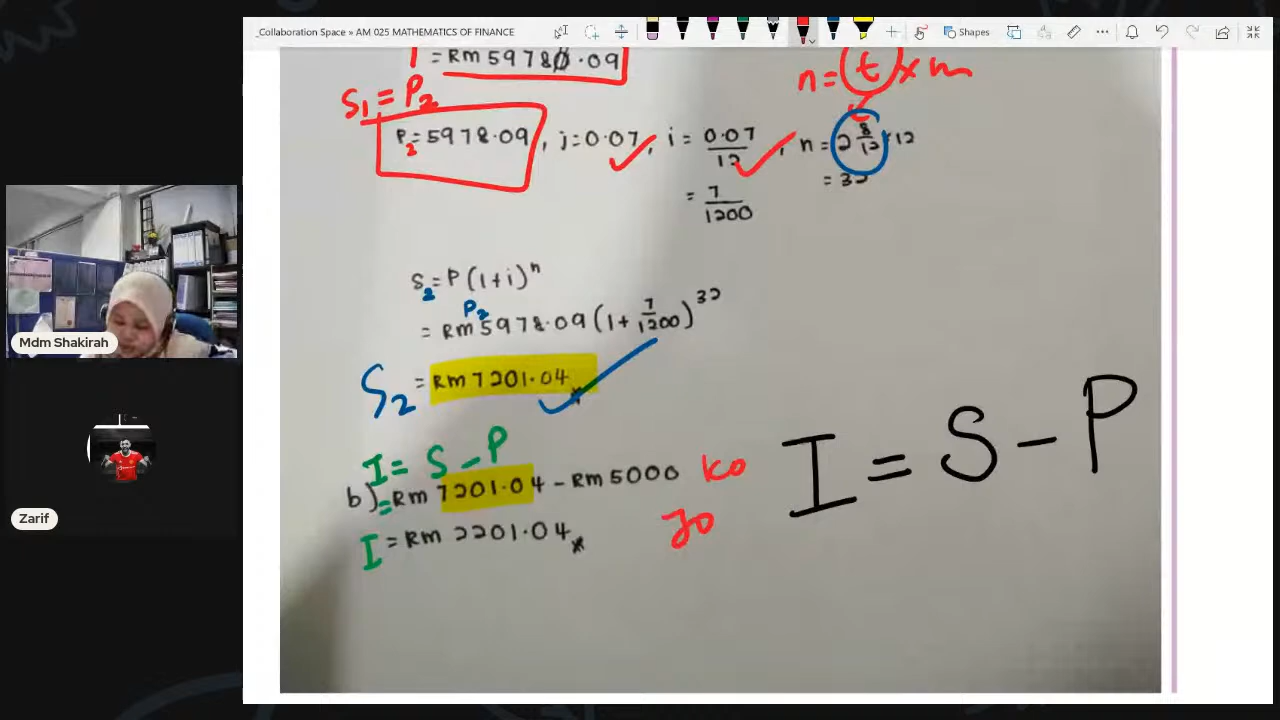 _Collaboration Space » AM 025 MATHEMATICS OF FINANCE
Shapes
= RM 5978.09
n = t x m
S1 = P2
P2 = 5978.09, j = 0.07, i = 0.07/12, n = 2 8/12 × 12
= 7/1200
= 32
S2 = P (1+i)^n
P2
= RM 5978.09 (1 + 7/1200)^32
S2 = RM 7201.04
I = S - P
b) = RM 7201.04 - RM 5000
I = RM 2201.04
I = S - P
Mdm Shakirah
Zarif